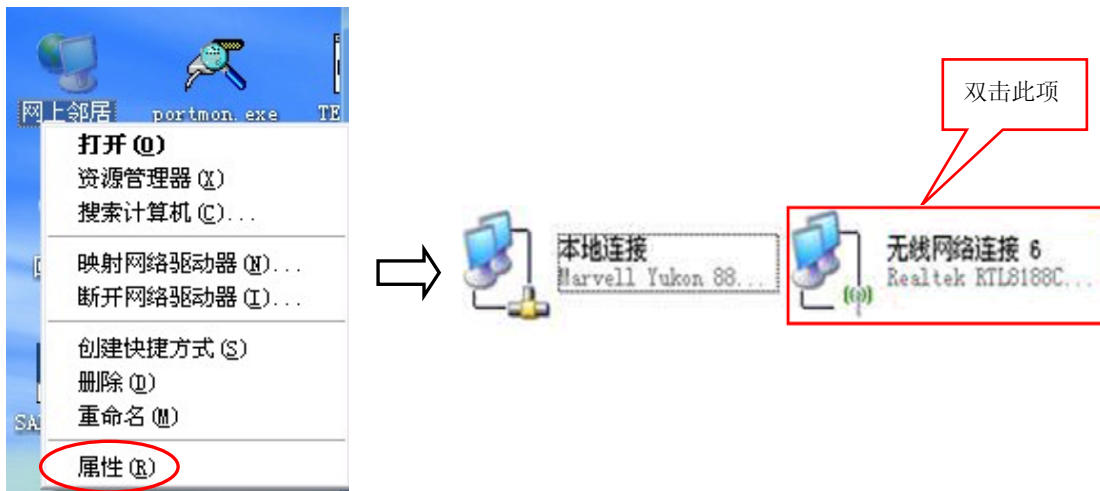 网上邻居
portmon.exe
TE
打开(O)
资源管理器(X)
搜索计算机(C)...
映射网络驱动器(N)...
断开网络驱动器(I)...
创建快捷方式(S)
删除(D)
重命名(M)
SA
属性(R)
本地连接
Marvell Yukon 88...
双击此项
无线网络连接 6
Realtek RTL8188C...